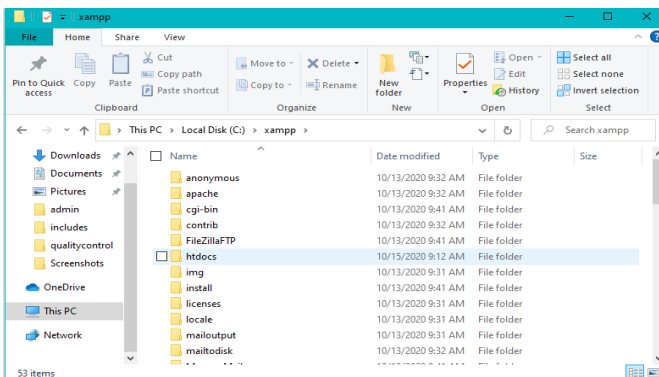 xampp
File Home Share View
Pin to Quick access
Copy
Paste
Cut
Copy path
Paste shortcut
Clipboard
Move to
Copy to
Delete
Rename
Organize
New folder
New
Properties
Open
Edit
History
Open
Select all
Select none
Invert selection
Select
This PC > Local Disk (C:) > xampp >
Search xampp
Downloads
Documents
Pictures
admin
includes
qualitycontrol
Screenshots
OneDrive
This PC
Network
Name Date modified Type Size
anonymous 10/13/2020 9:32 AM File folder
apache 10/13/2020 9:32 AM File folder
cgi-bin 10/13/2020 9:41 AM File folder
contrib 10/13/2020 9:32 AM File folder
FileZillaFTP 10/13/2020 9:41 AM File folder
htdocs 10/15/2020 9:12 AM File folder
img 10/13/2020 9:31 AM File folder
install 10/13/2020 9:41 AM File folder
licenses 10/13/2020 9:31 AM File folder
locale 10/13/2020 9:31 AM File folder
mailoutput 10/13/2020 9:31 AM File folder
mailtodisk 10/13/2020 9:32 AM File folder
53 items